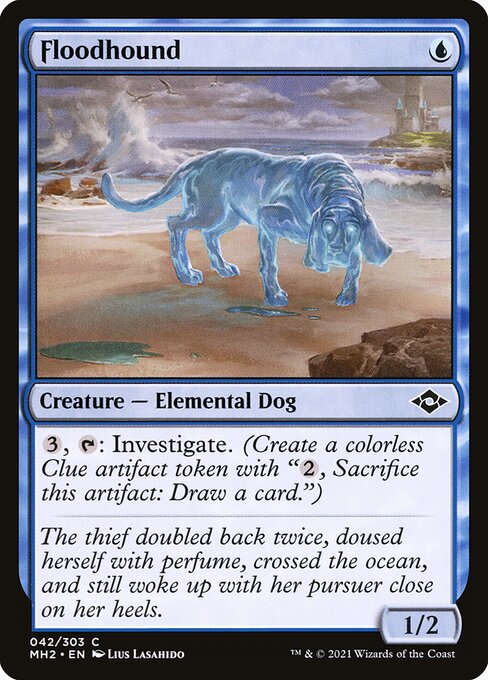 Floodhound
Creature — Elemental Dog
3, T: Investigate. (Create a colorless
Clue artifact token with “2, Sacrifice
this artifact: Draw a card.”)
The thief doubled back twice, doused
herself with perfume, crossed the ocean,
and still woke up with her pursuer close
on her heels.
1/2
042/303 C
MH2 • EN Lius Lasahido
™ & © 2021 Wizards of the Coast